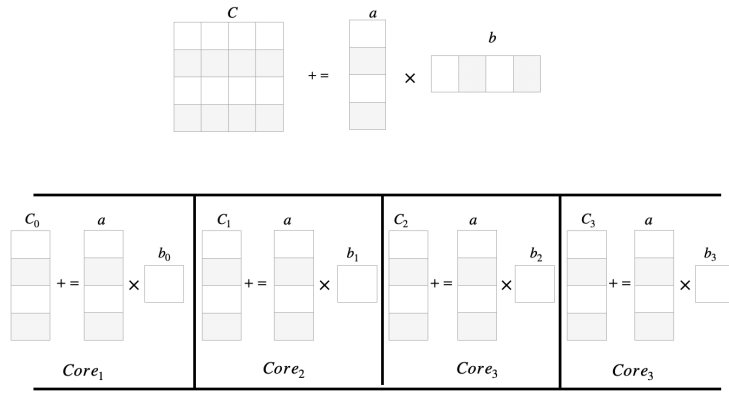 C a
b
+= ×
C₀ a C₁ a C₂ a C₃ a
b₀ b₁ b₂ b₃
+= × += × += × += ×
Core₁ Core₂ Core₃ Core₃